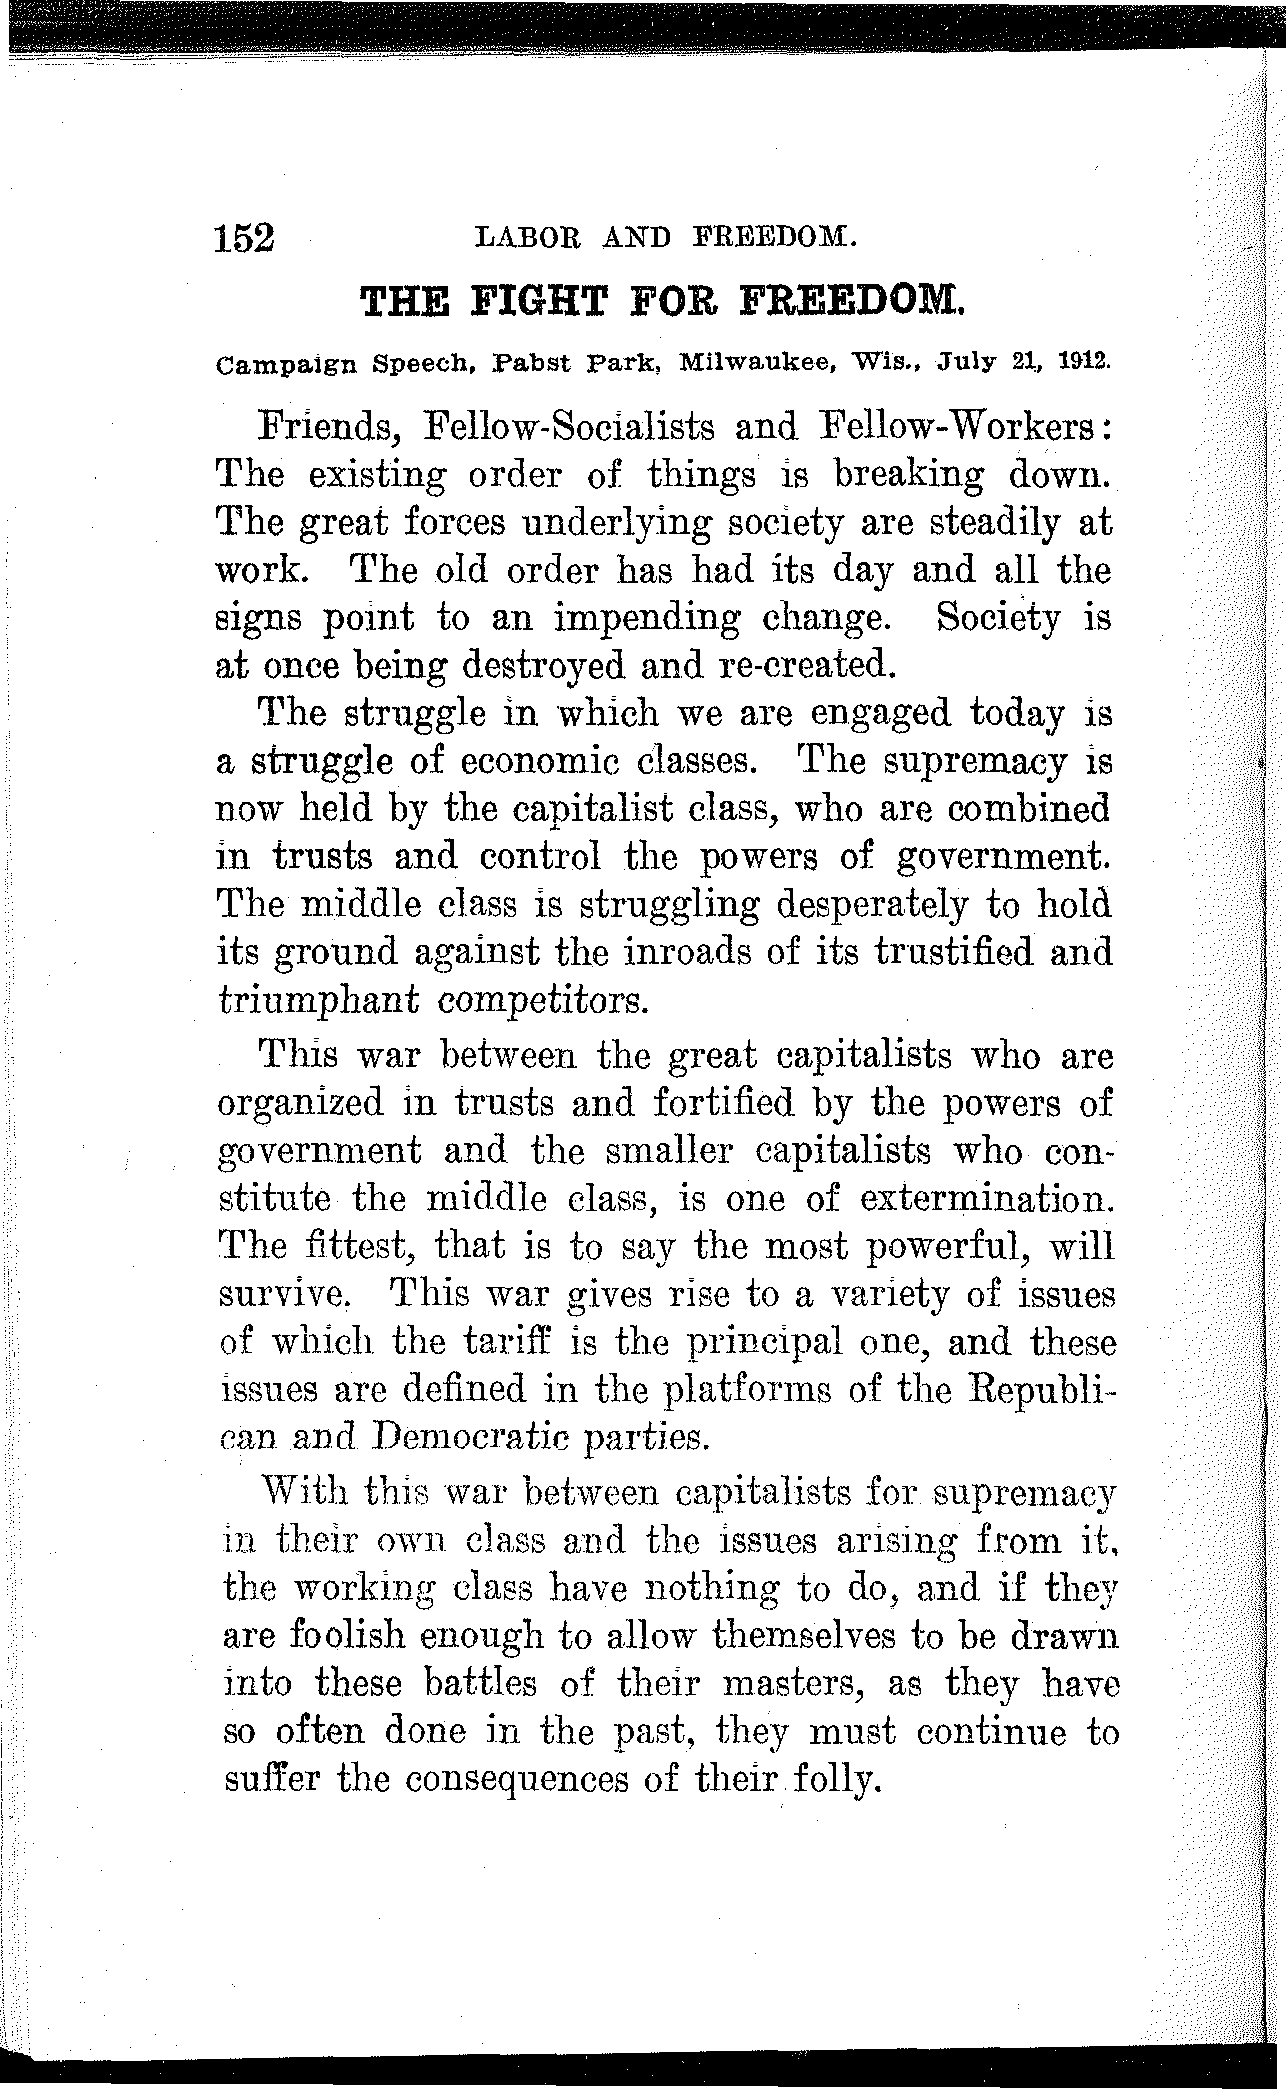 152 LABOR AND FREEDOM.
THE FIGHT FOR FREEDOM.
Campaign Speech, Pabst Park, Milwaukee, Wis., July 21, 1912.
Friends, Fellow-Socialists and Fellow-Workers:
The existing order of things is breaking down.
The great forces underlying society are steadily at
work. The old order has had its day and all the
signs point to an impending change. Society is
at once being destroyed and re-created.
The struggle in which we are engaged today is
a struggle of economic classes. The supremacy is
now held by the capitalist class, who are combined
in trusts and control the powers of government.
The middle class is struggling desperately to hold
its ground against the inroads of its trustified and
triumphant competitors.
This war between the great capitalists who are
organized in trusts and fortified by the powers of
government and the smaller capitalists who con-
stitute the middle class, is one of extermination.
The fittest, that is to say the most powerful, will
survive. This war gives rise to a variety of issues
of which the tariff is the principal one, and these
issues are defined in the platforms of the Republi-
can and Democratic parties.
With this war between capitalists for supremacy
in their own class and the issues arising from it,
the working class have nothing to do, and if they
are foolish enough to allow themselves to be drawn
into these battles of their masters, as they have
so often done in the past, they must continue to
suffer the consequences of their folly.